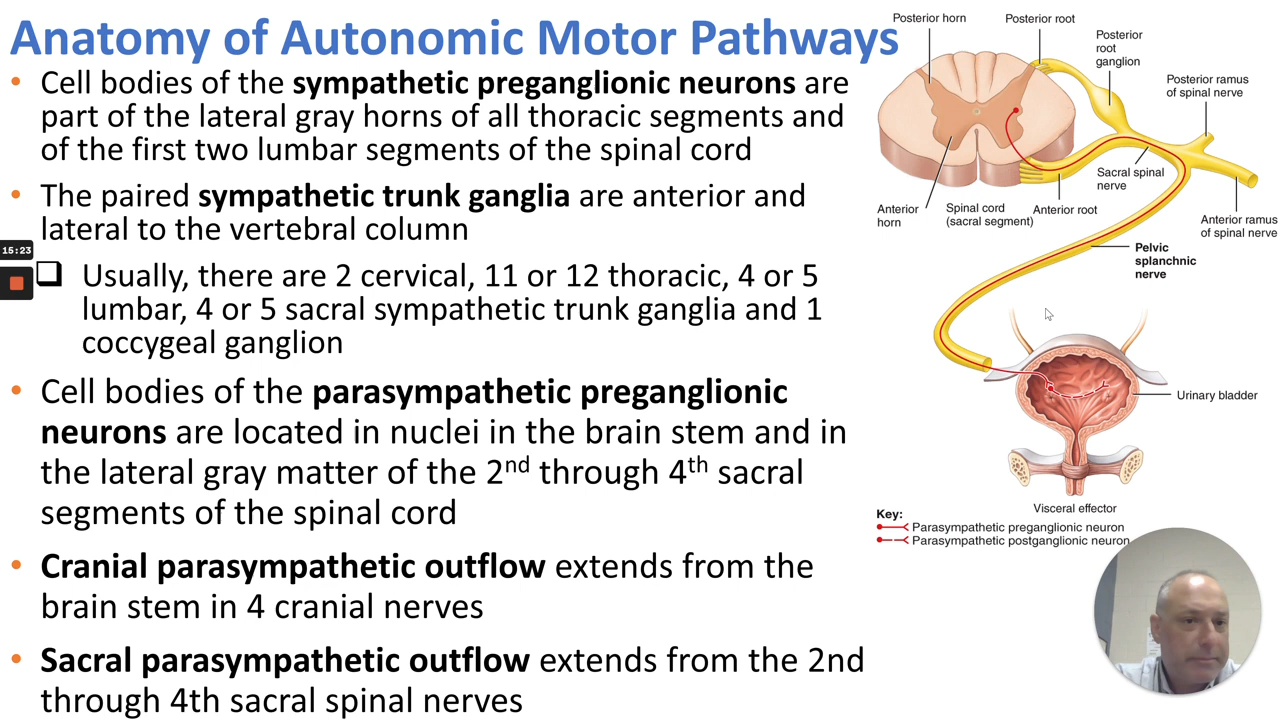 Anatomy of Autonomic Motor Pathways
• Cell bodies of the sympathetic preganglionic neurons are
part of the lateral gray horns of all thoracic segments and
of the first two lumbar segments of the spinal cord
• The paired sympathetic trunk ganglia are anterior and
lateral to the vertebral column
15:23
❑ Usually, there are 2 cervical, 11 or 12 thoracic, 4 or 5
lumbar, 4 or 5 sacral sympathetic trunk ganglia and 1
coccygeal ganglion
• Cell bodies of the parasympathetic preganglionic
neurons are located in nuclei in the brain stem and in
the lateral gray matter of the 2nd through 4th sacral
segments of the spinal cord
• Cranial parasympathetic outflow extends from the
brain stem in 4 cranial nerves
• Sacral parasympathetic outflow extends from the 2nd
through 4th sacral spinal nerves
Posterior horn
Posterior root
Posterior
root
ganglion
Posterior ramus
of spinal nerve
Sacral spinal
nerve
Anterior
horn
Spinal cord
(sacral segment)
Anterior root
Anterior ramus
of spinal nerve
Pelvic
splanchnic
nerve
Urinary bladder
Visceral effector
Key:
Parasympathetic preganglionic neuron
Parasympathetic postganglionic neuron